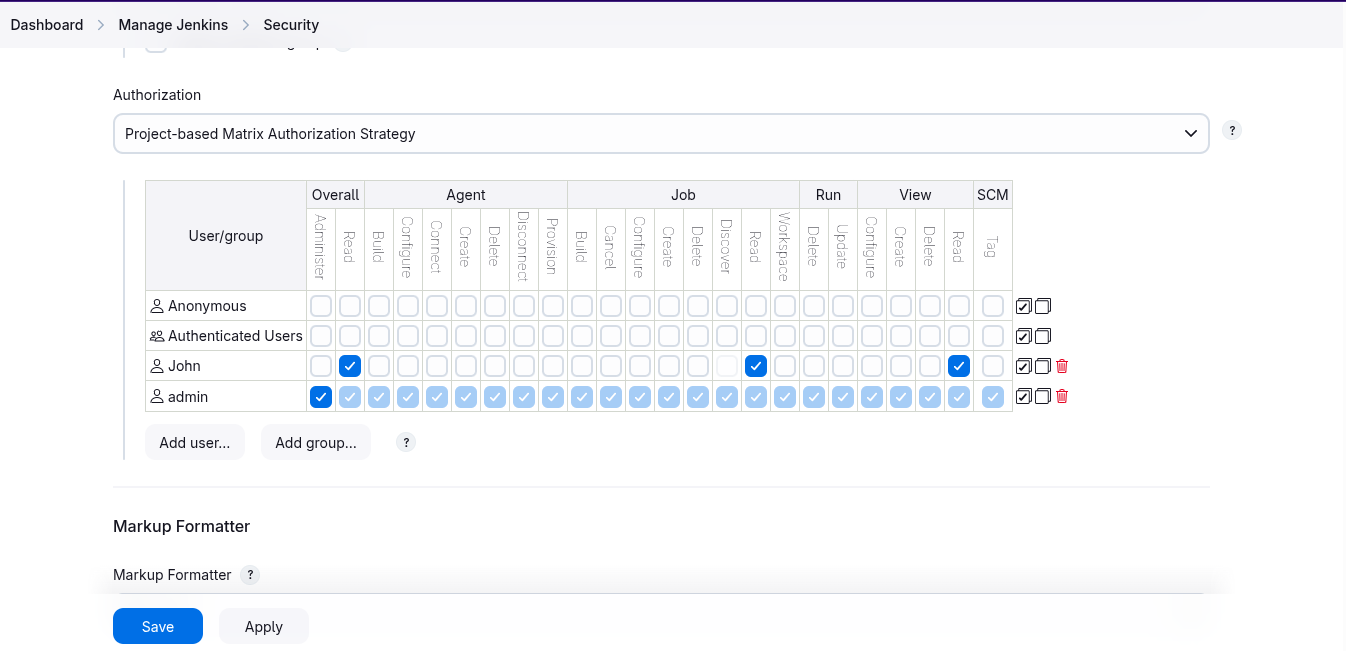 Dashboard > Manage Jenkins > Security
Authorization
Project-based Matrix Authorization Strategy
?
User/group Overall Agent Job Run View SCM
Administer Read Build Configure Connect Create Delete Disconnect Provision Build Cancel Configure Create Delete Discover Read Workspace Delete Update Configure Create Delete Read Tag
Anonymous
Authenticated Users
John
admin
Add user... Add group... ?
Markup Formatter
Markup Formatter ?
Save Apply